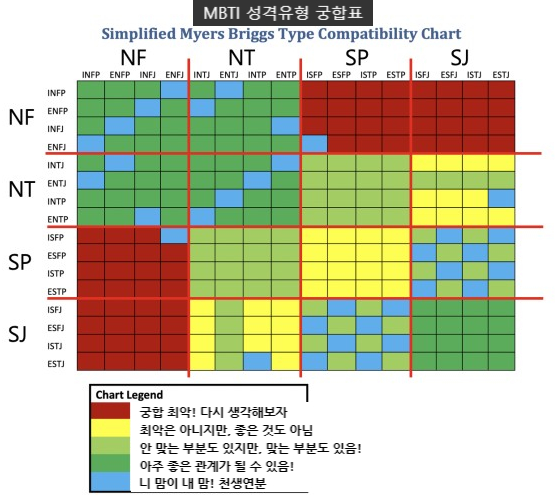 MBTI 성격유형 궁합표
Simplified Myers Briggs Type Compatibility Chart
NF NT SP SJ
INFP ENFP INFJ ENFJ INTJ ENTJ INTP ENTP ISFP ESFP ISTP ESTP ISFJ ESFJ ISTJ ESTJ
NF
INFP
ENFP
INFJ
ENFJ
NT
INTJ
ENTJ
INTP
ENTP
SP
ISFP
ESFP
ISTP
ESTP
SJ
ISFJ
ESFJ
ISTJ
ESTJ
Chart Legend
궁합 최악! 다시 생각해보자
최악은 아니지만, 좋은 것도 아님
안 맞는 부분도 있지만, 맞는 부분도 있음!
아주 좋은 관계가 될 수 있음!
니 맘이 내 맘! 천생연분